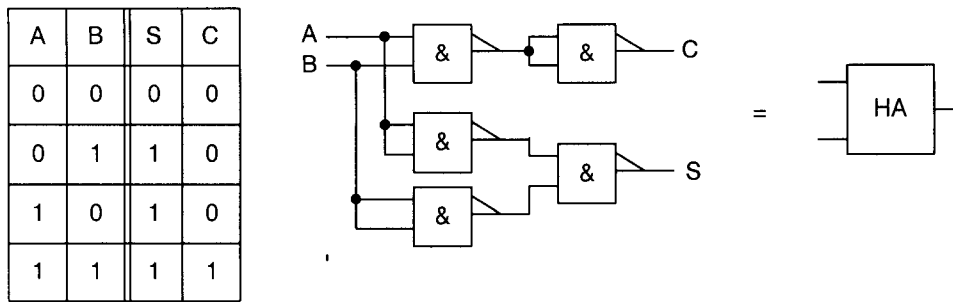 A B S C
0 0 0 0
0 1 1 0
1 0 1 0
1 1 1 1
A & & C
B
& & S
&
= HA